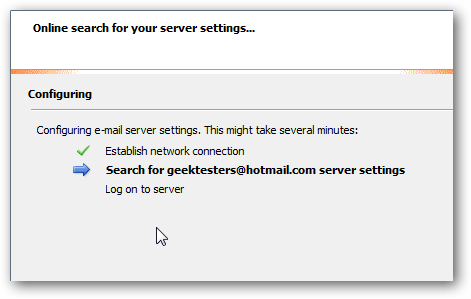 Online search for your server settings...
Configuring
Configuring e-mail server settings. This might take several minutes:
Establish network connection
Search for geektesters@hotmail.com server settings
Log on to server